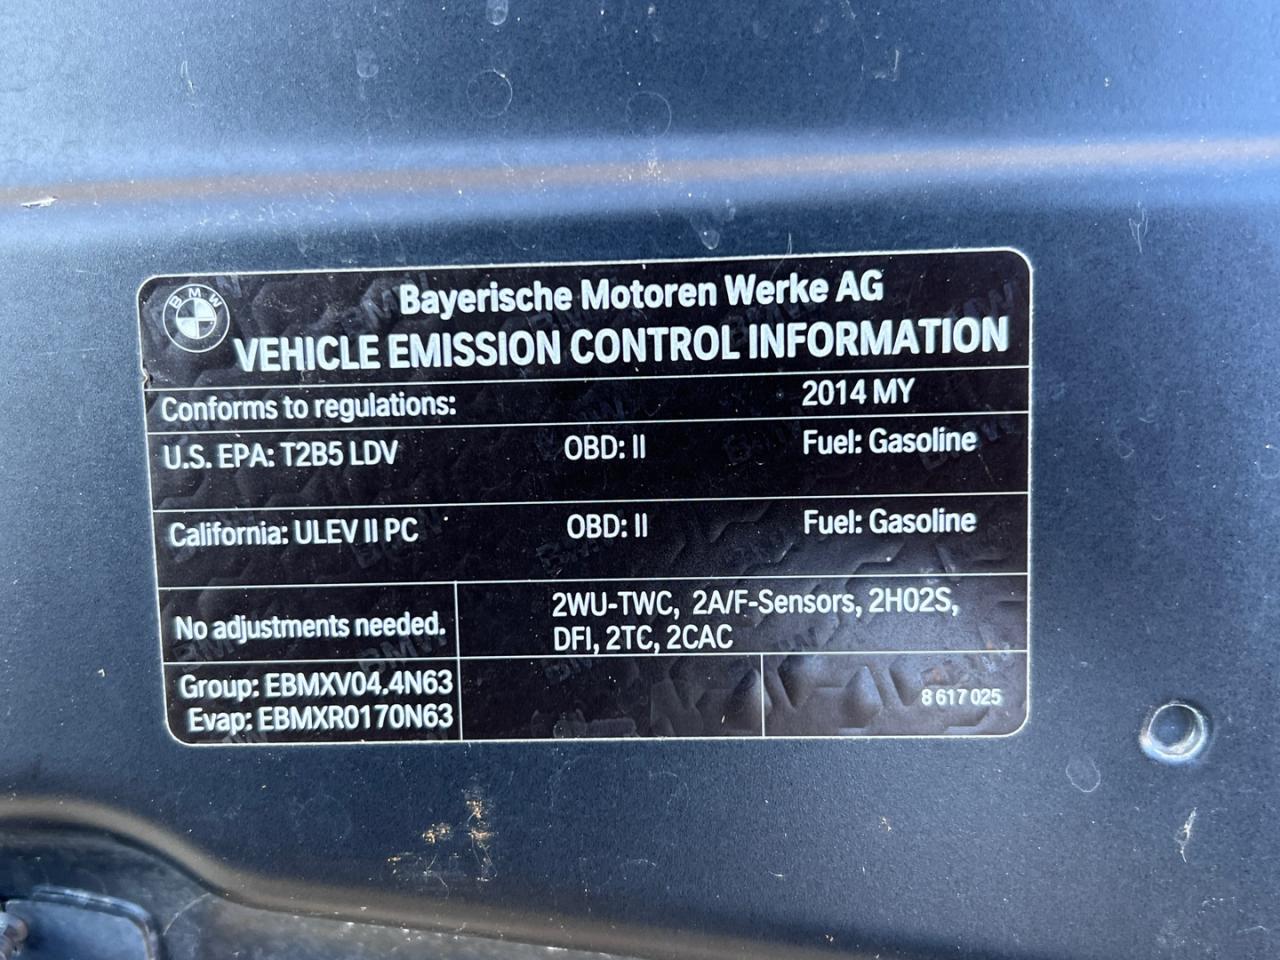 BMW
Bayerische Motoren Werke AG
VEHICLE EMISSION CONTROL INFORMATION
Conforms to regulations: 2014 MY
U.S. EPA: T2B5 LDV OBD: II Fuel: Gasoline
California: ULEV II PC OBD: II Fuel: Gasoline
No adjustments needed.
2WU-TWC, 2A/F-Sensors, 2HO2S,
DFI, 2TC, 2CAC
Group: EBMXV04.4N63
Evap: EBMXR0170N63
8 617 025